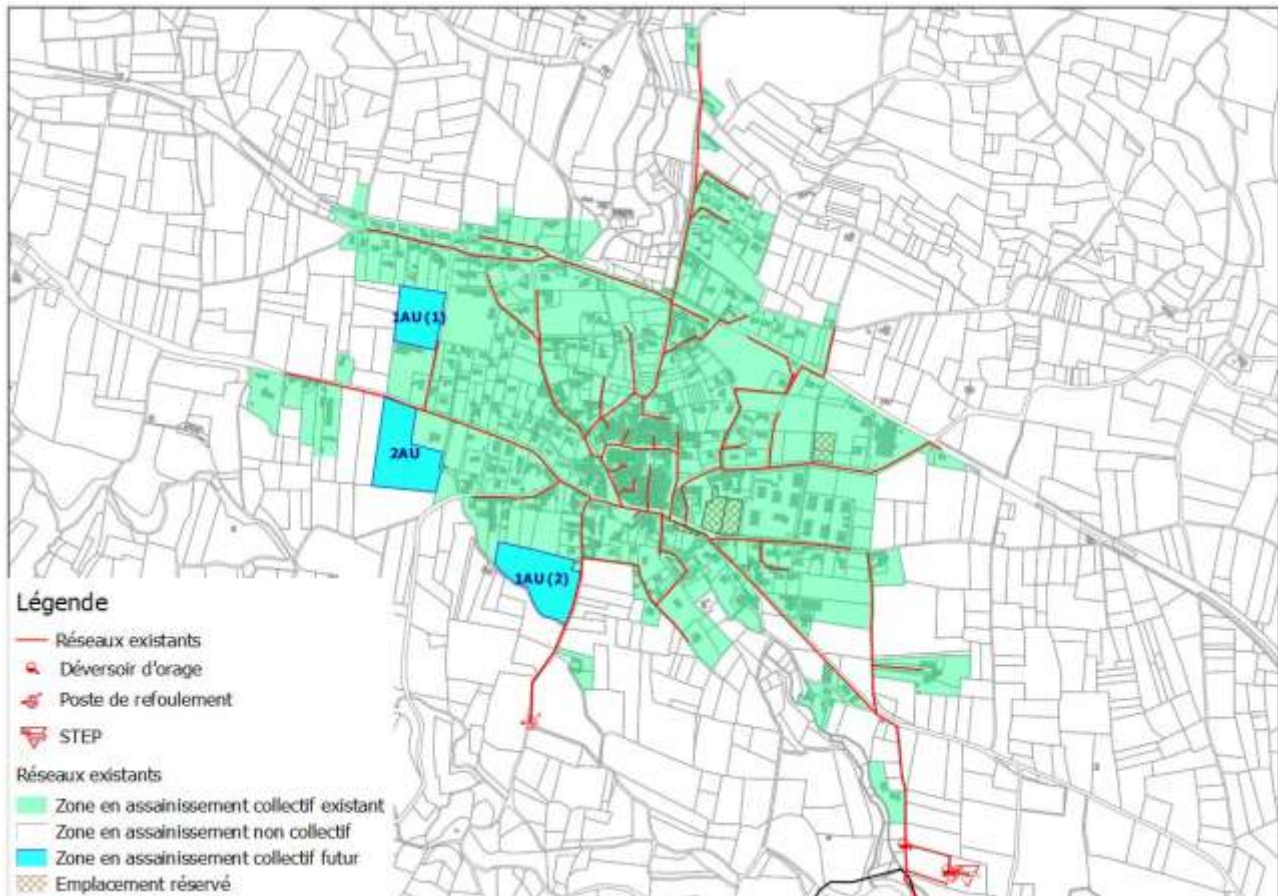 1AU(1)
2AU
1AU(2)
Légende
Réseaux existants
Déversoir d'orage
Poste de refoulement
STEP
Réseaux existants
Zone en assainissement collectif existant
Zone en assainissement non collectif
Zone en assainissement collectif futur
Emplacement réservé